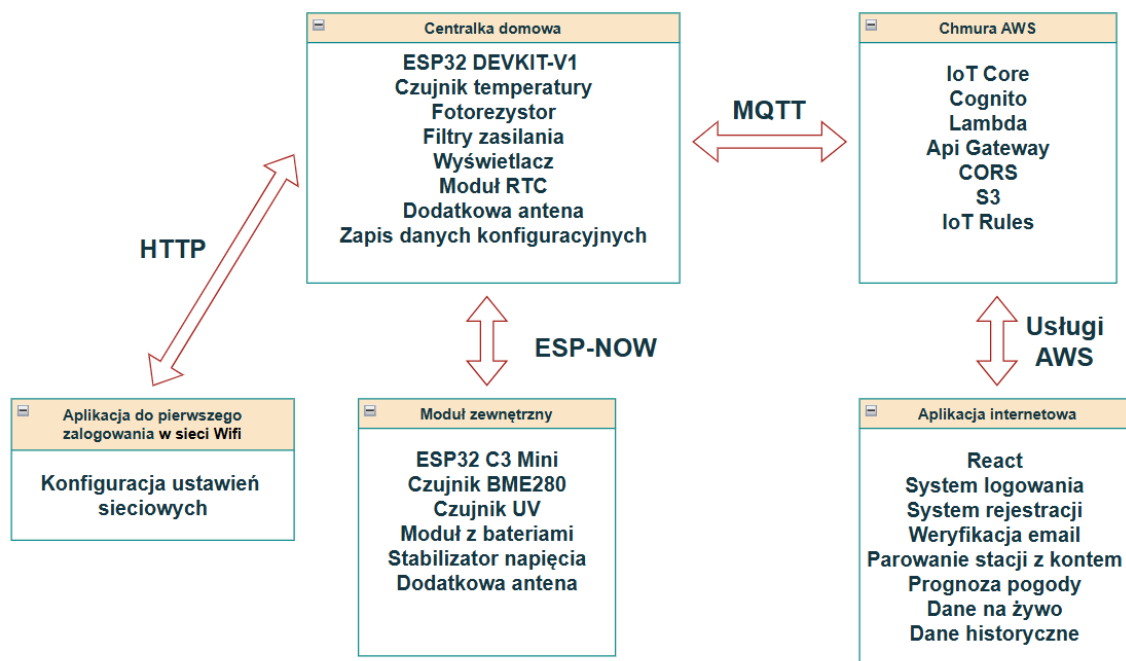 Centralka domowa
ESP32 DEVKIT-V1
Czujnik temperatury
Fotorezystor
Filtry zasilania
Wyświetlacz
Moduł RTC
Dodatkowa antena
Zapis danych konfiguracyjnych
MQTT
Chmura AWS
IoT Core
Cognito
Lambda
Api Gateway
CORS
S3
IoT Rules
HTTP
ESP-NOW
Usługi
AWS
Aplikacja do pierwszego
zalogowania w sieci Wifi
Konfiguracja ustawień
sieciowych
Moduł zewnętrzny
ESP32 C3 Mini
Czujnik BME280
Czujnik UV
Moduł z bateriami
Stabilizator napięcia
Dodatkowa antena
Aplikacja internetowa
React
System logowania
System rejestracji
Weryfikacja email
Parowanie stacji z kontem
Prognoza pogody
Dane na żywo
Dane historyczne